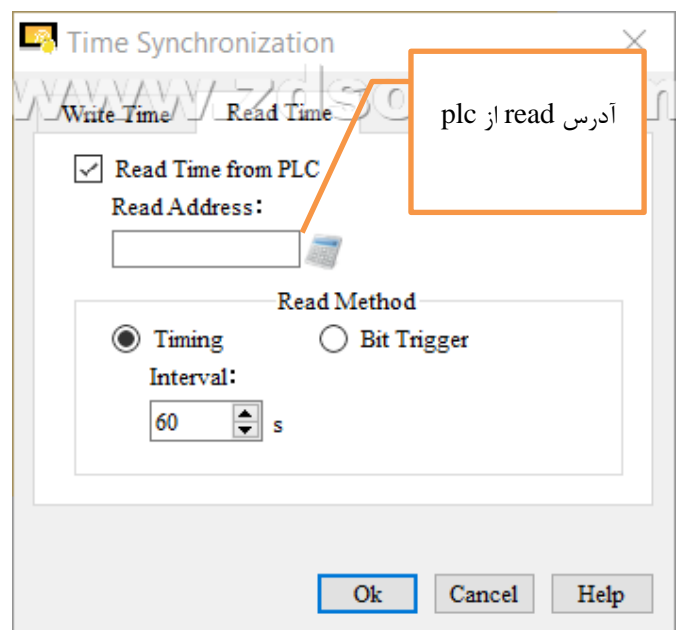 Time Synchronization
Write Time
Read Time
آدرس read از plc
Read Time from PLC
Read Address:
Read Method
Timing
Bit Trigger
Interval:
60
s
Ok
Cancel
Help